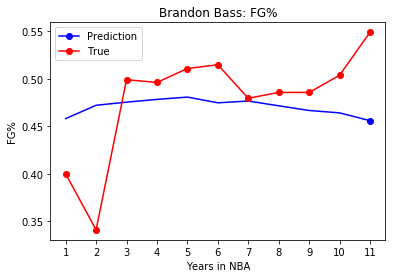 Brandon Bass: FG%
Prediction
True
FG%
0.55
0.50
0.45
0.40
0.35
1 2 3 4 5 6 7 8 9 10 11
Years in NBA